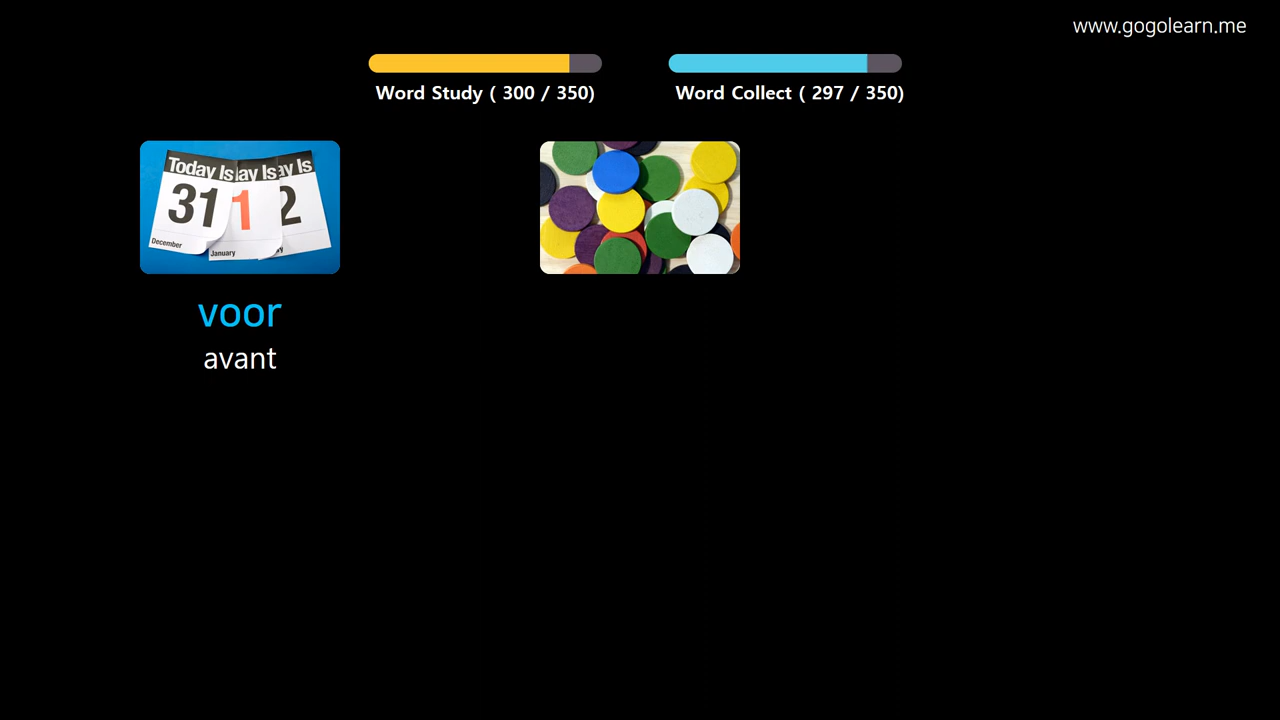 www.gogolearn.me
Word Study ( 300 / 350)
Word Collect ( 297 / 350)
Today Is
ay Is
ay Is
31
1
2
December
January
voor
avant